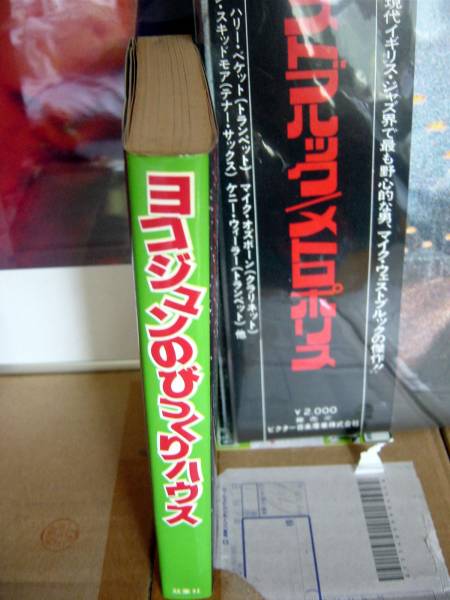 ヨコジマンのびっくりハウス
双葉社
現代イギリス・ジャズ界で最も野心的な男、マイク・ウェストブルックの傑作!!
ストブルック/メトロポリス
ハリー・ベケット(トランペット) マイク・オズボーン(クラリネット)
・スキッドモア(テナー・サックス) ケニー・ウィーラー(トランペット)他
¥2,000
ビクター音楽産業株式会社